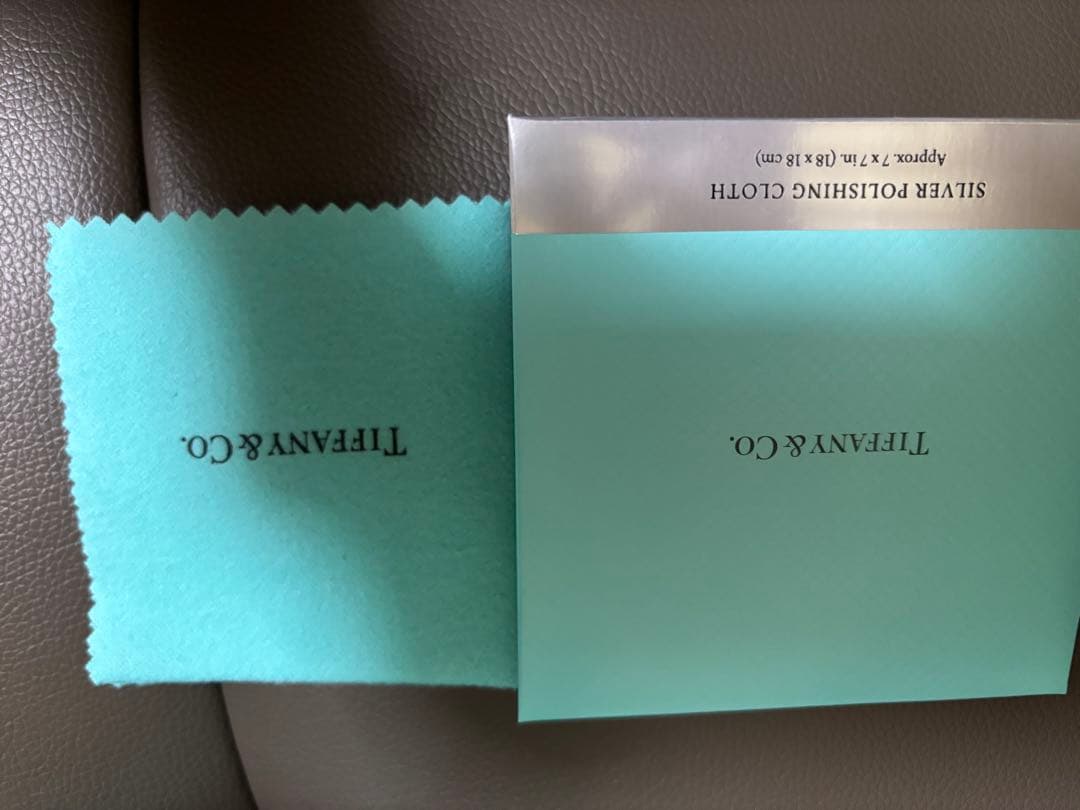 SILVER POLISHING CLOTH
Approx. 7 x 7 in. (18 x 18 cm)
TIFFANY & CO.
TIFFANY & CO.